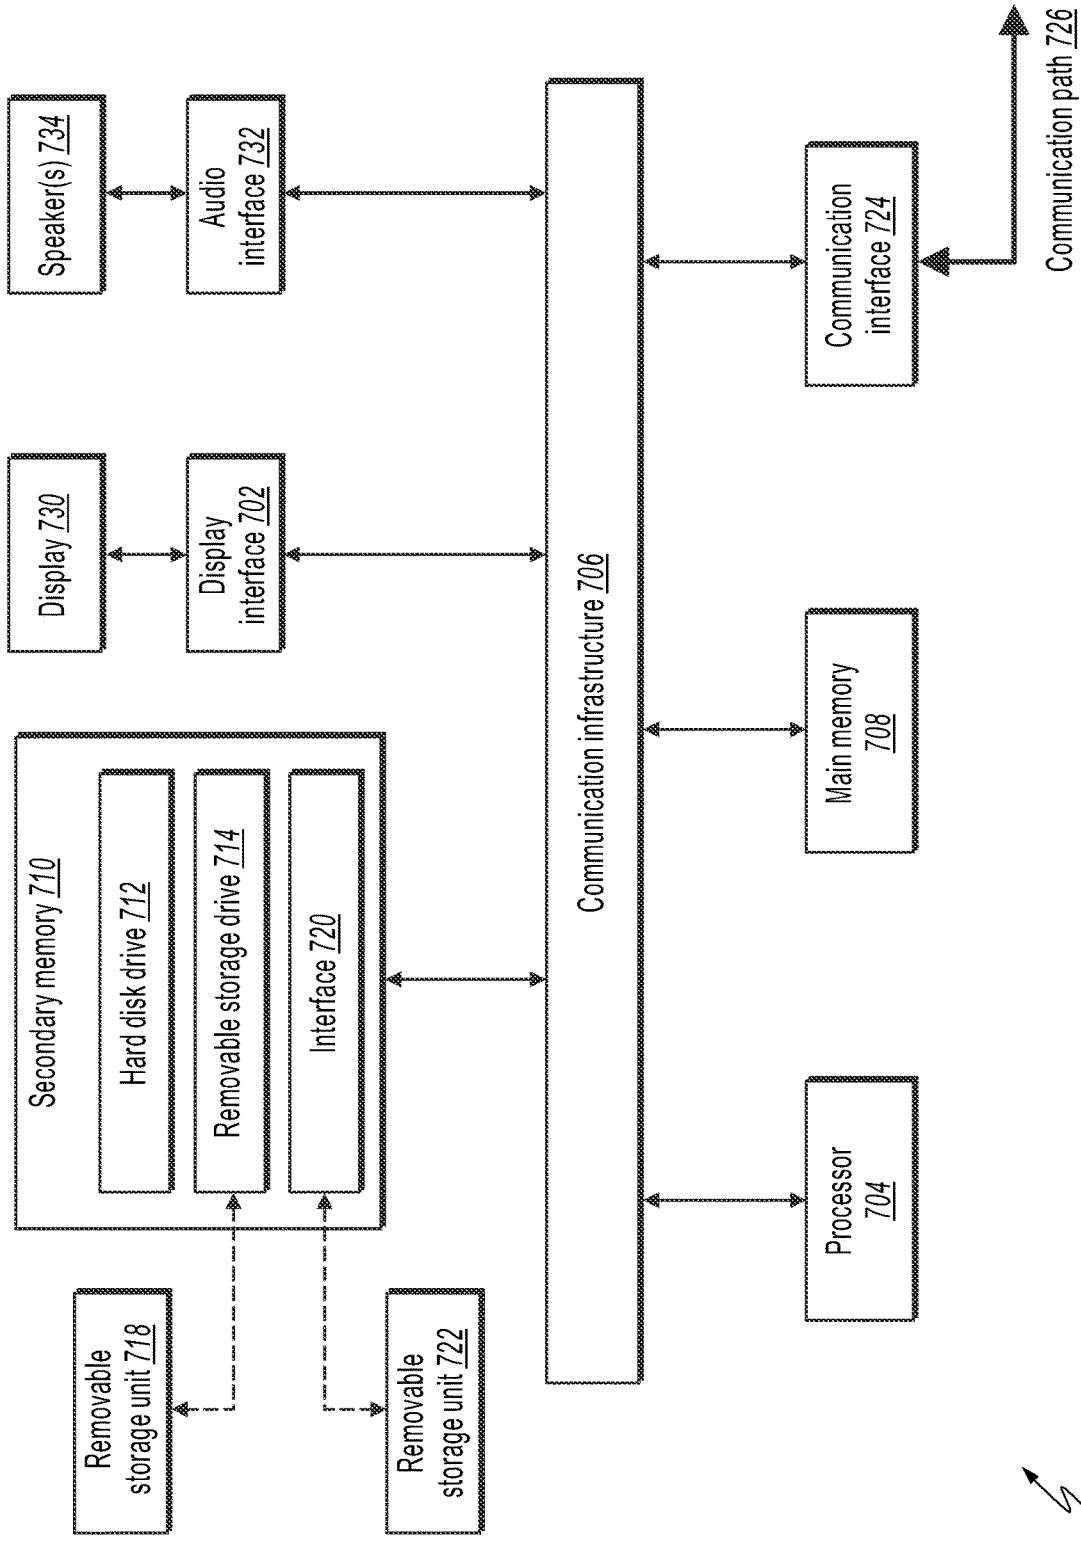 Removable
storage unit 718
Removable
storage unit 722
Secondary memory 710
Hard disk drive 712
Removable storage drive 714
Interface 720
Display 730
Display
interface 702
Speaker(s) 734
Audio
interface 732
Communication infrastructure 706
Processor
704
Main memory
708
Communication
interface 724
Communication path 726